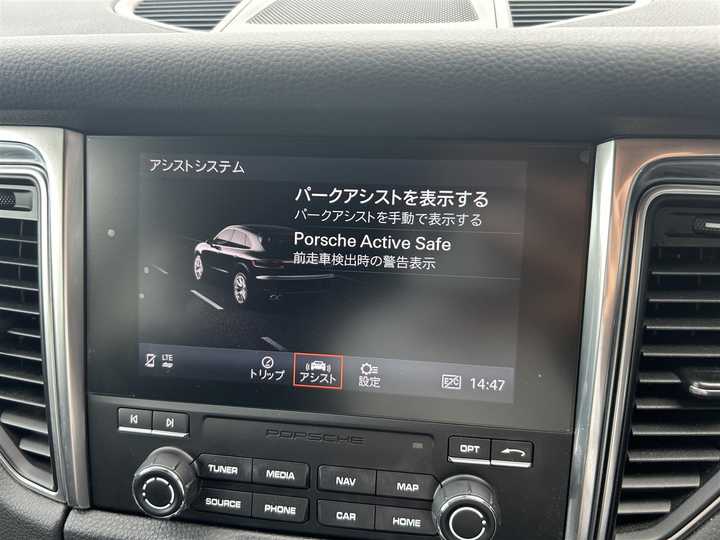 アシストシステム
パークアシストを表示する
パークアシストを手動で表示する
Porsche Active Safe
前走車検出時の警告表示
LTE
トリップ
アシスト
設定
14:47
PORSCHE
OPT
TUNER MEDIA NAV MAP
SOURCE PHONE CAR HOME